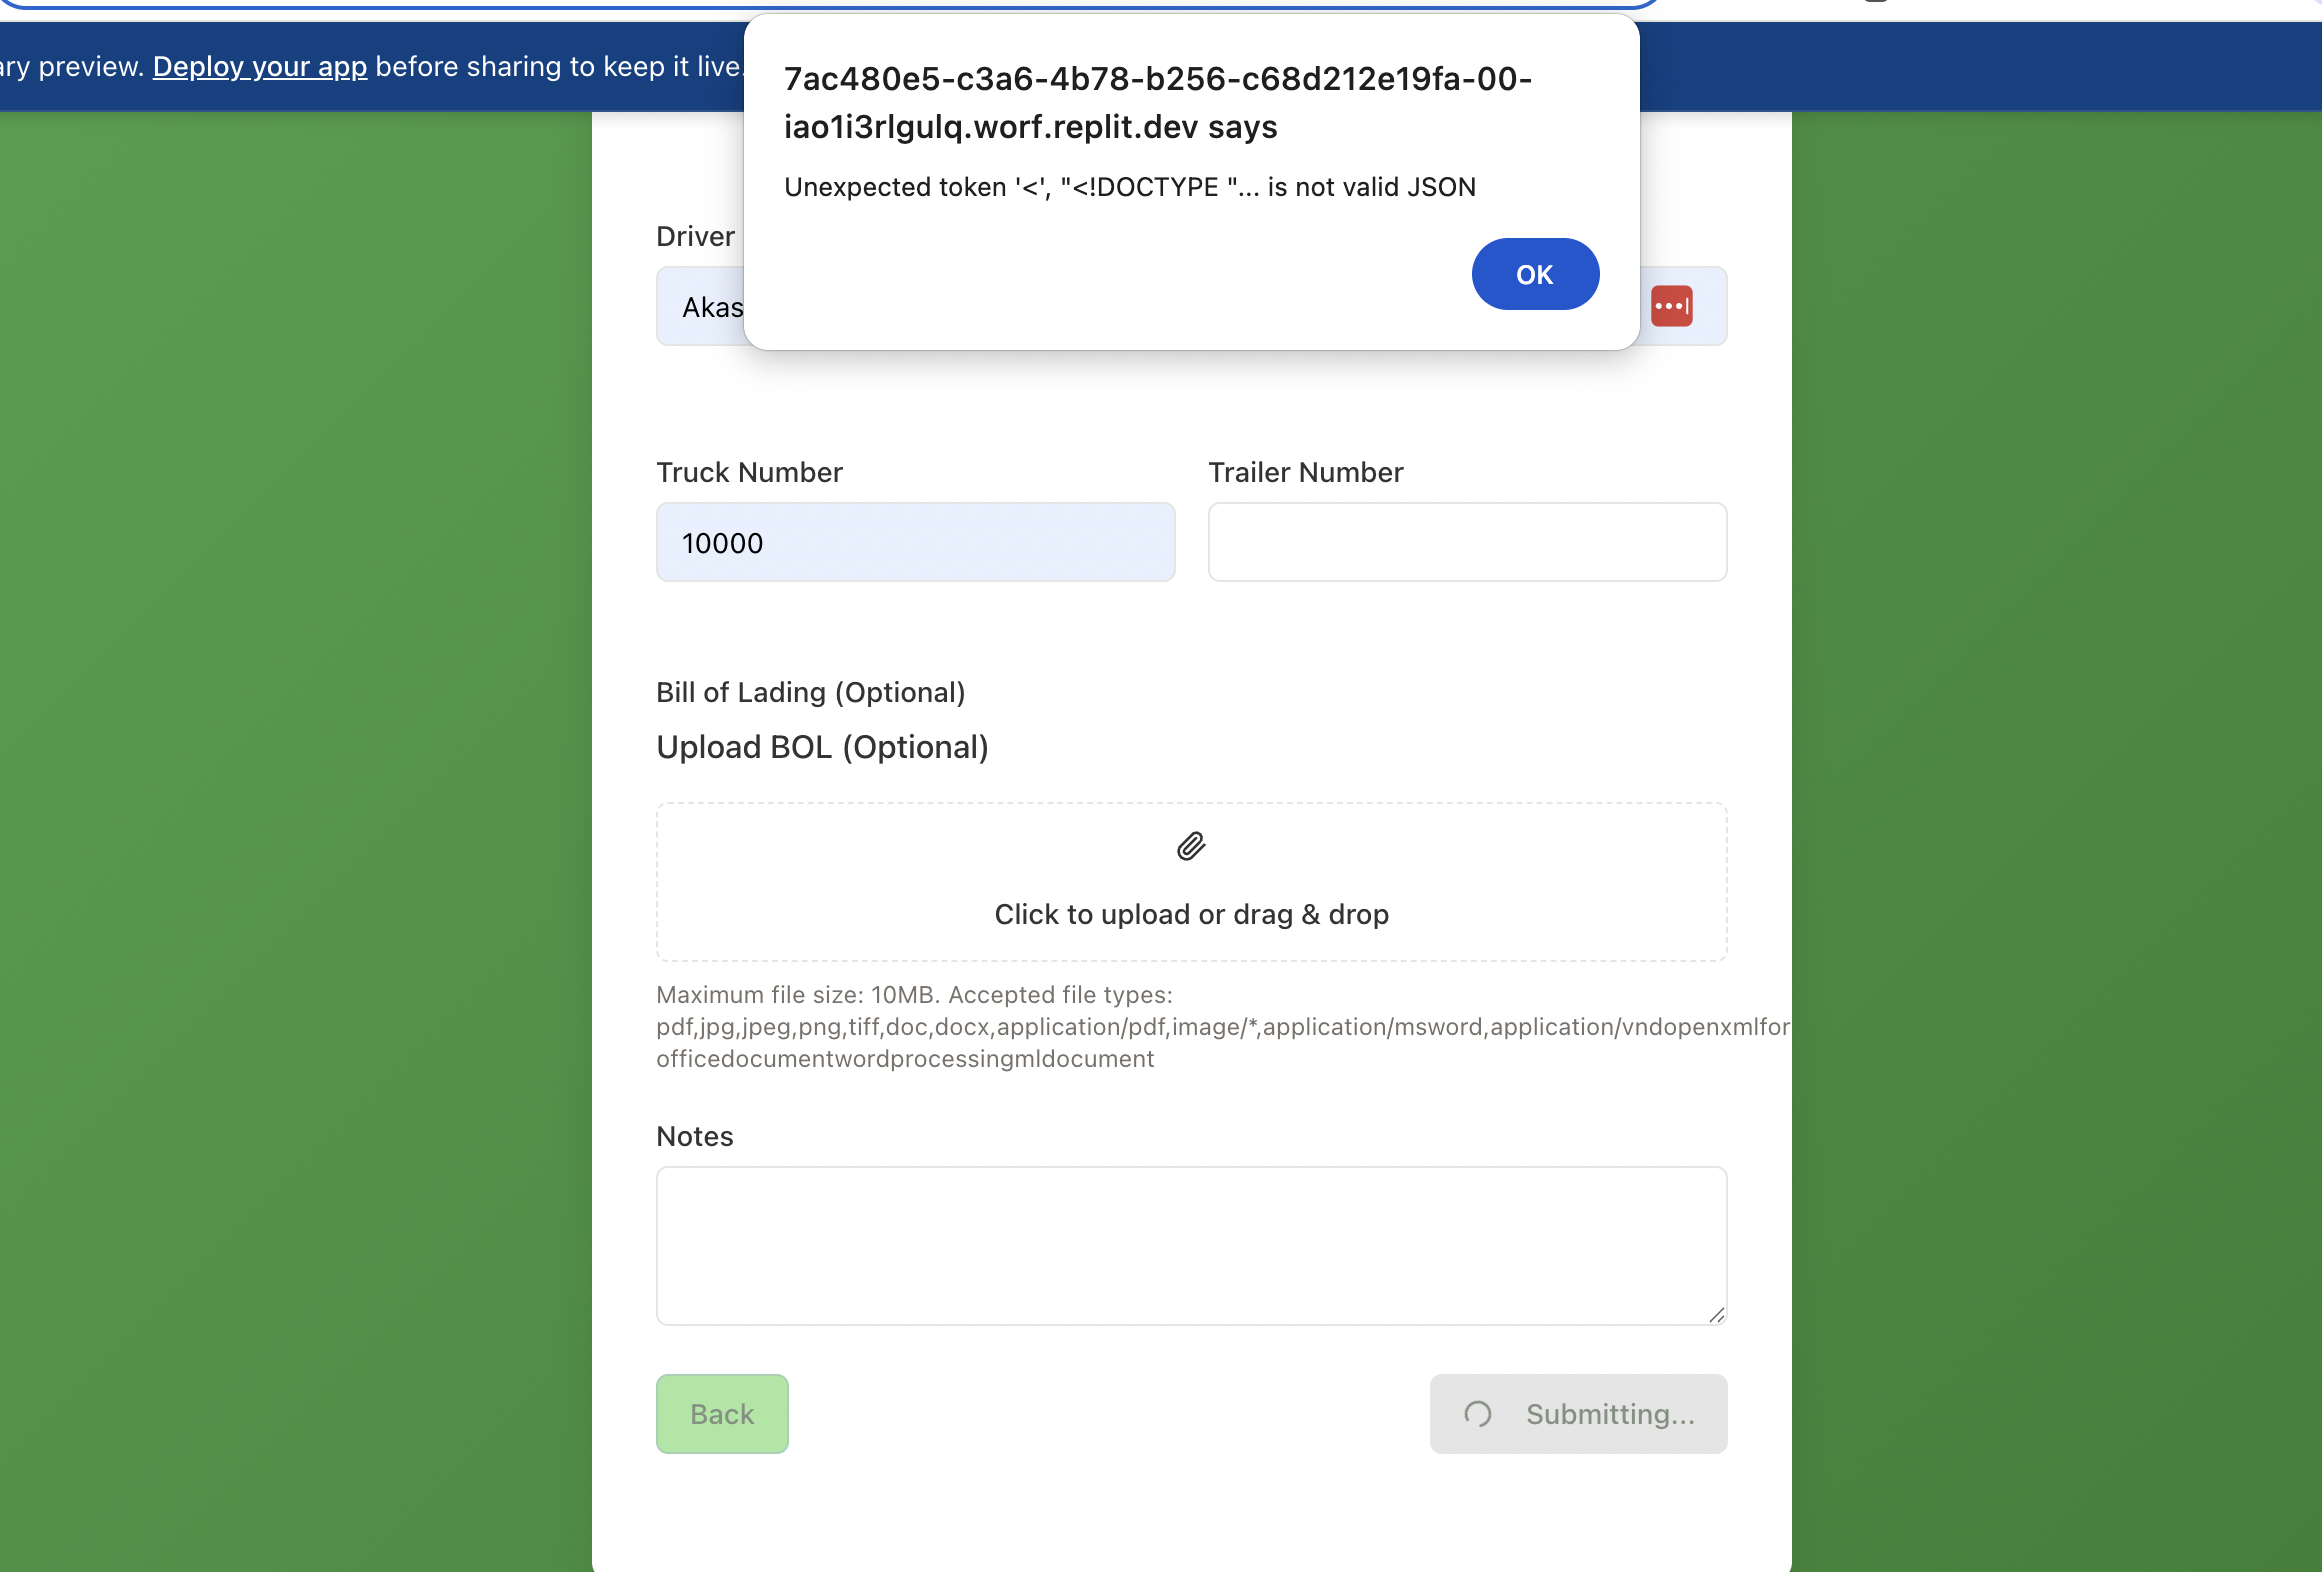 ary preview. Deploy your app before sharing to keep it live.
7ac480e5-c3a6-4b78-b256-c68d212e19fa-00-
iao1i3rlgulq.worf.replit.dev says
Unexpected token '<', "<!DOCTYPE "... is not valid JSON
OK
Driver
Akas
Truck Number
Trailer Number
10000
Bill of Lading (Optional)
Upload BOL (Optional)
Click to upload or drag & drop
Maximum file size: 10MB. Accepted file types:
pdf,jpg,jpeg,png,tiff,doc,docx,application/pdf,image/*,application/msword,application/vndopenxmlfor
officedocumentwordprocessingmldocument
Notes
Back
Submitting...